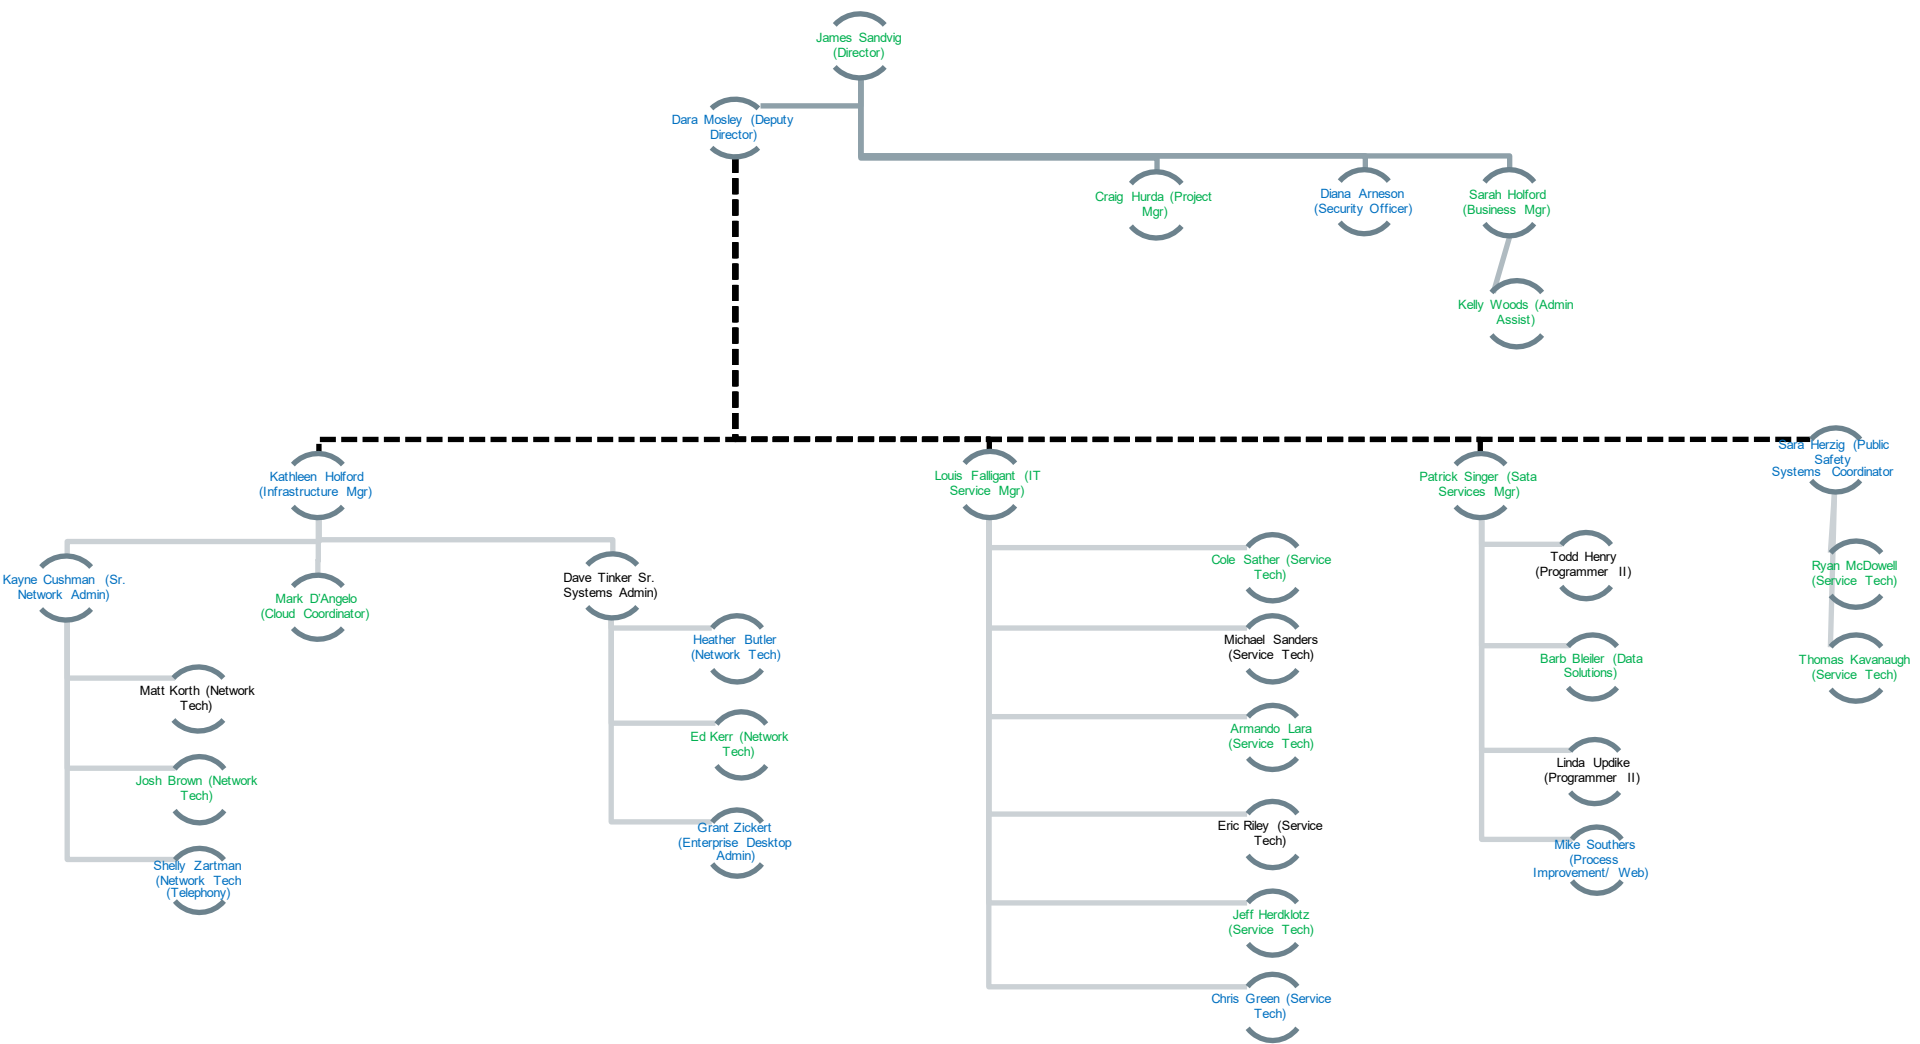 James Sandvig
(Director)
Dara Mosley (Deputy
Director)
Craig Hurda (Project
Mgr)
Diana Arneson
(Security Officer)
Sarah Holford
(Business Mgr)
Kelly Woods (Admin
Assist)
Kathleen Holford
(Infrastructure Mgr)
Louis Falligant (IT
Service Mgr)
Patrick Singer (Sata
Services Mgr)
Sara Herzig (Public
Safety
Systems Coordinator
Kayne Cushman (Sr.
Network Admin)
Mark D'Angelo
(Cloud Coordinator)
Dave Tinker Sr.
Systems Admin)
Matt Korth (Network
Tech)
Josh Brown (Network
Tech)
Shelly Zartman
(Network Tech
(Telephony)
Heather Butler
(Network Tech)
Ed Kerr (Network
Tech)
Grant Zickert
(Enterprise Desktop
Admin)
Cole Sather (Service
Tech)
Michael Sanders
(Service Tech)
Armando Lara
(Service Tech)
Eric Riley (Service
Tech)
Jeff Herdklotz
(Service Tech)
Chris Green (Service
Tech)
Todd Henry
(Programmer II)
Barb Bleiler (Data
Solutions)
Linda Updike
(Programmer II)
Mike Southers
(Process
Improvement/ Web)
Ryan McDowell
(Service Tech)
Thomas Kavanaugh
(Service Tech)